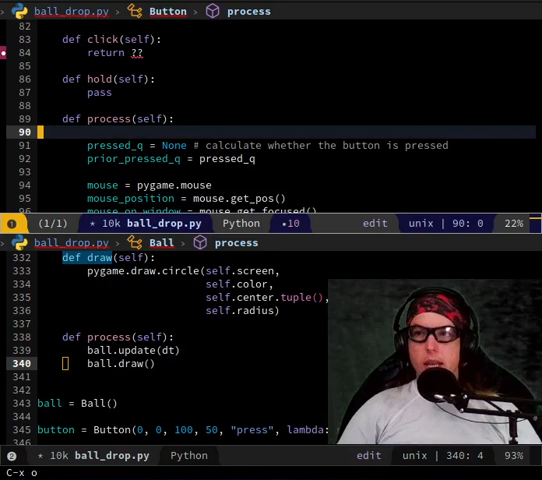 ball_drop.py › Button › process
82
83 def click(self):
84 return ??
85
86 def hold(self):
87 pass
88
89 def process(self):
90
91 pressed_q = None # calculate whether the button is pressed
92 prior_pressed_q = pressed_q
93
94 mouse = pygame.mouse
95 mouse_position = mouse.get_pos()
96 mouse_on_window = mouse.get_focused()
1 (1/1) * 10k ball_drop.py Python •10 edit unix | 90: 0 22%
ball_drop.py › Ball › process
332 def draw(self):
333 pygame.draw.circle(self.screen,
334 self.color,
335 self.center.tuple(),
336 self.radius)
337
338 def process(self):
339 ball.update(dt)
340 ball.draw()
341
342
343 ball = Ball()
344
345 button = Button(0, 0, 100, 50, "press", lambda:
346
2 * 10k ball_drop.py Python edit unix | 340: 4 93%
C-x o